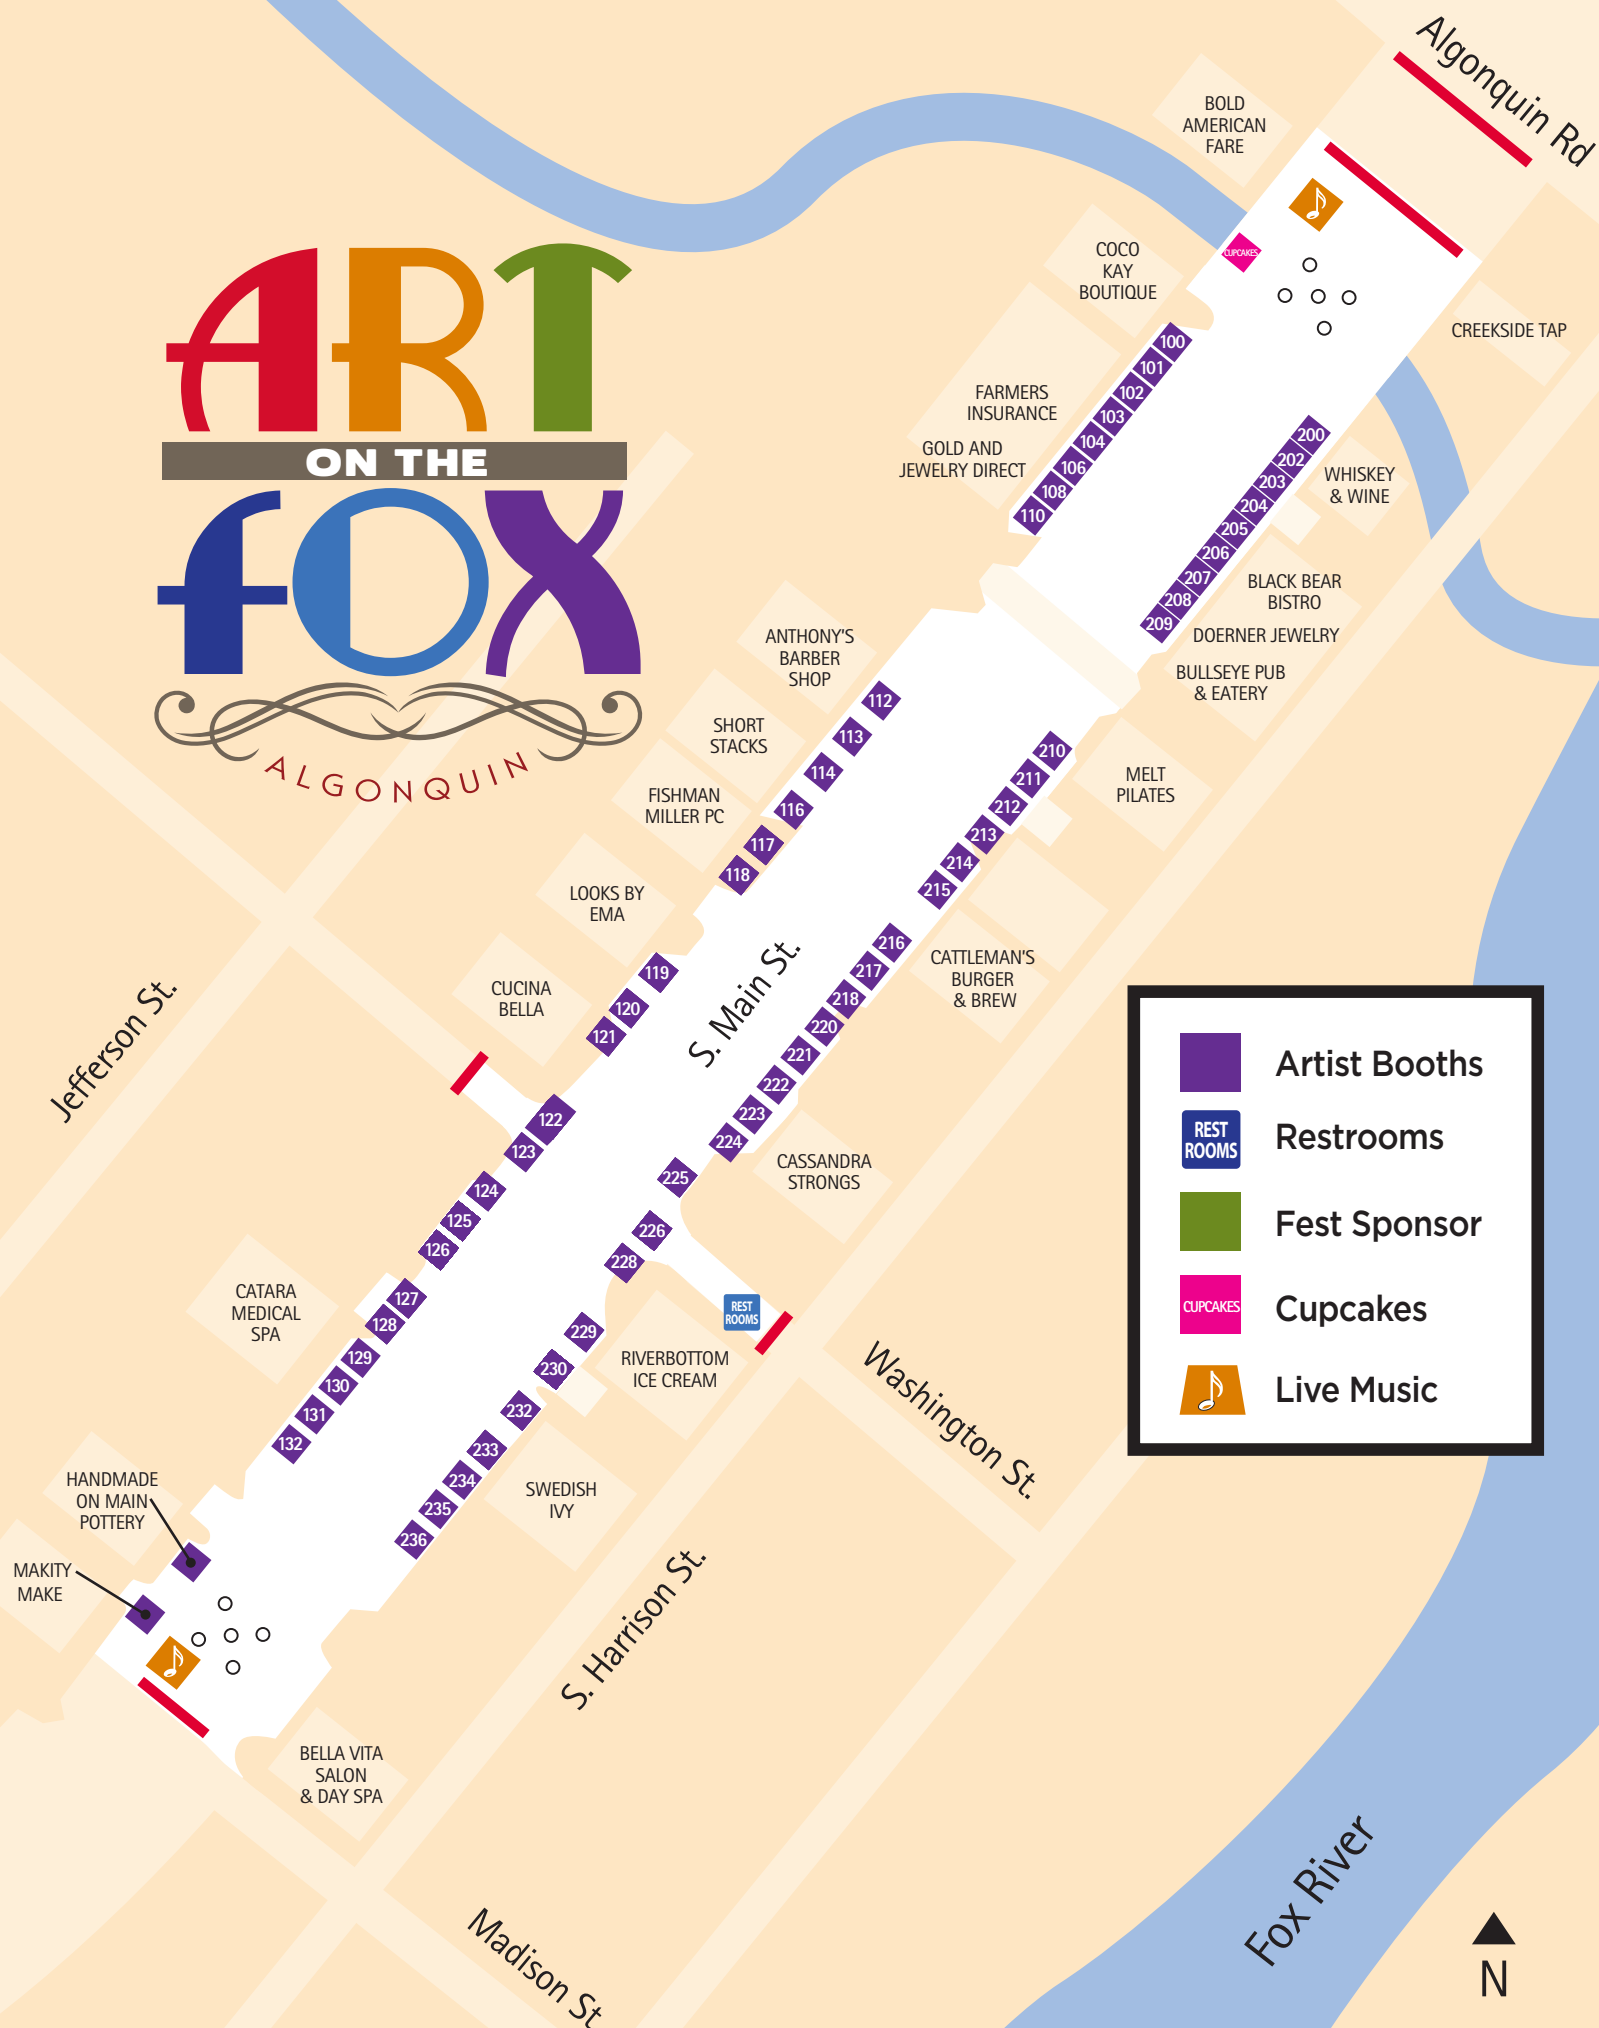 ART
ON THE
FOX
ALGONQUIN
Algonquin Rd
BOLD
AMERICAN
FARE
CUPCAKES
COCO
KAY
BOUTIQUE
CREEKSIDE TAP
FARMERS
INSURANCE
GOLD AND
JEWELRY DIRECT
100
101
102
103
104
106
108
110
200
202
203
204
205
206
207
208
209
WHISKEY
& WINE
BLACK BEAR
BISTRO
DOERNER JEWELRY
BULLSEYE PUB
& EATERY
ANTHONY'S
BARBER
SHOP
SHORT
STACKS
FISHMAN
MILLER PC
LOOKS BY
EMA
CUCINA
BELLA
112
113
114
116
117
118
119
120
121
210
211
212
213
214
215
MELT
PILATES
S. Main St.
216
217
218
220
221
222
223
224
225
226
228
CATTLEMAN'S
BURGER
& BREW
CASSANDRA
STRONGS
Jefferson St.
122
123
124
125
126
127
128
129
130
131
132
CATARA
MEDICAL
SPA
REST
ROOMS
229
230
232
233
234
235
236
RIVERBOTTOM
ICE CREAM
SWEDISH
IVY
Washington St.
S. Harrison St.
HANDMADE
ON MAIN
POTTERY
MAKITY
MAKE
BELLA VITA
SALON
& DAY SPA
Madison St
Artist Booths
REST
ROOMS
Restrooms
Fest Sponsor
CUPCAKES
Cupcakes
Live Music
Fox River
N